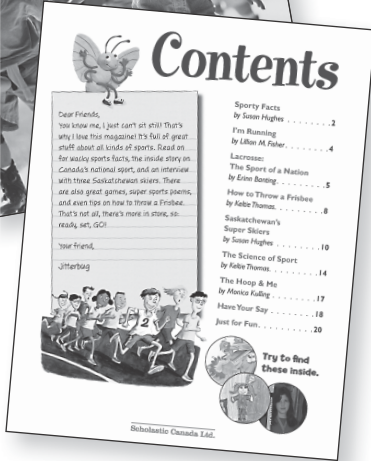 Contents
Dear Friends,
You know me, I just can't sit still! That's
why I love this magazine! It's full of great
stuff about all kinds of sports. Read on
for wacky sports facts, the inside story on
Canada's national sport, and an interview
with three Saskatchewan skiers. There
are also great games, super sports poems,
and even tips on how to throw a Frisbee.
That's not all, there's more in store, so:
ready, set, GO!
Your friend,
Jitterbug
Sporty Facts
by Susan Hughes . . . . . . . . .2
I'm Running
by Lillian M. Fisher. . . . . . . .4
Lacrosse:
The Sport of a Nation
by Erinn Banting. . . . . . . . . .5
How to Throw a Frisbee
by Kelsie Thomas. . . . . . . . .8
Saskatchewan's
Super Skiers
by Susan Hughes . . . . . . . .10
The Science of Sport
by Kelsie Thomas. . . . . . . .14
The Hoop & Me
by Monica Kulling . . . . . . . .17
Have Your Say . . . . . . . . .18
Just for Fun. . . . . . . . . . .20
2
Try to find
these inside.
Scholastic Canada Ltd.